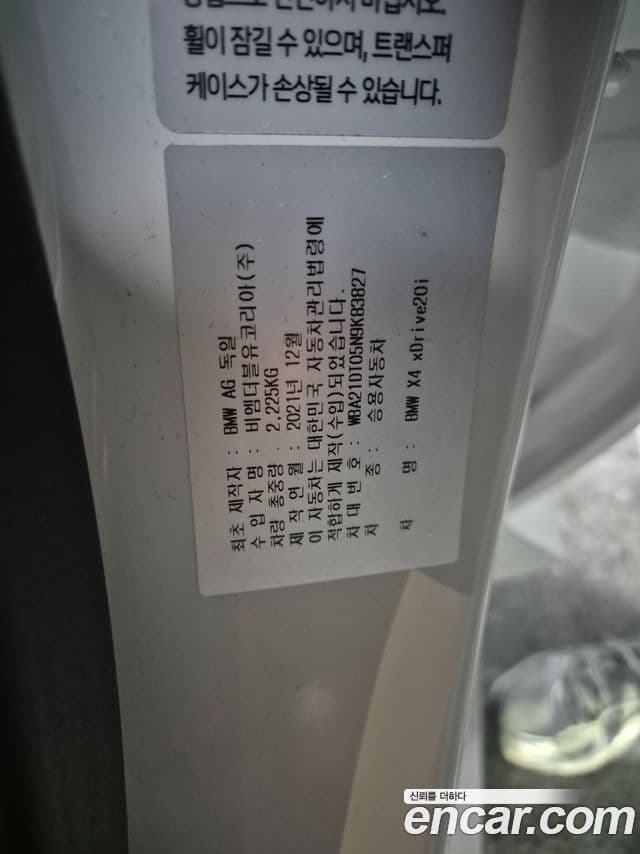 휠이 잠길 수 있으며, 트랜스퍼
케이스가 손상될 수 있습니다.
최초 제작자 : BMW AG 독일
수 입 자 명 : 비엠더블유코리아(주)
차량 총중량 : 2,225KG
제 작 연 월 : 2021년 12월
이 자동차는 대한민국 자동차관리법령에
적합하게 제작(수입)되었습니다.
차 대 번 호 : WBA21DT05N9K83827
차 종 : 승용자동차
차 명 : BMW X4 xDrive20i
신뢰를 더하다
encar.com